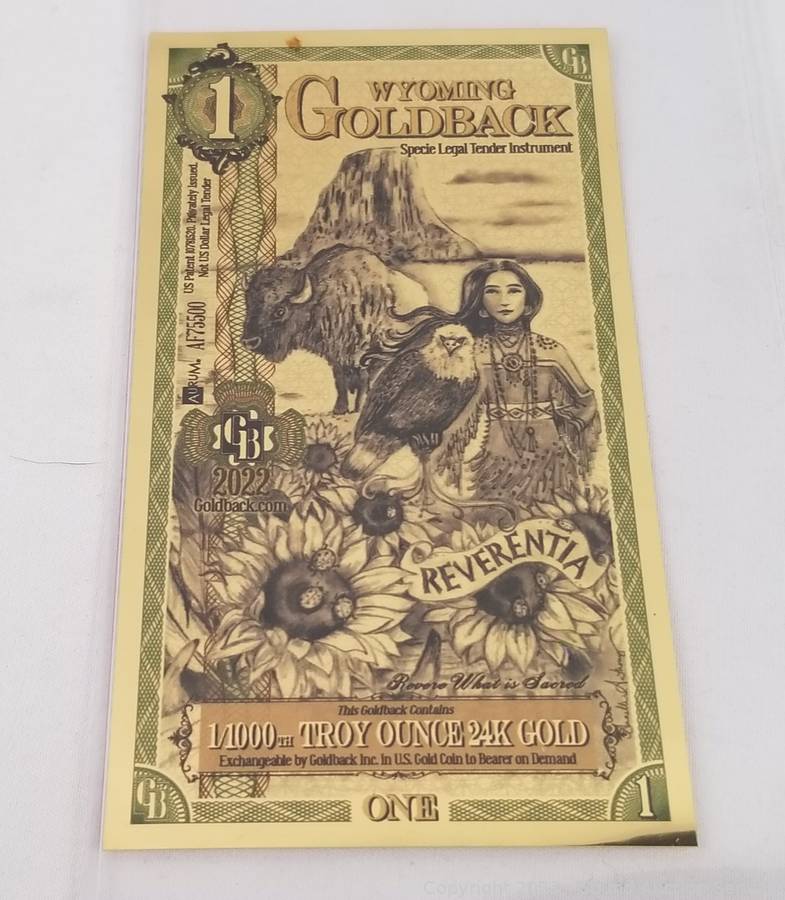 1
WYOMING
GOLDBACK
GB
Specie Legal Tender Instrument
US Patent 10781520. Privately Issued.
Not US Dollar Legal Tender
AURUM AF75500
GB
2022
Goldback.com
REVERENTIA
Revere What is Sacred
This Goldback Contains
1/1000TH TROY OUNCE 24K GOLD
Exchangeable by Goldback Inc. in U.S. Gold Coin to Bearer on Demand
GB
ONE
1
Copyright